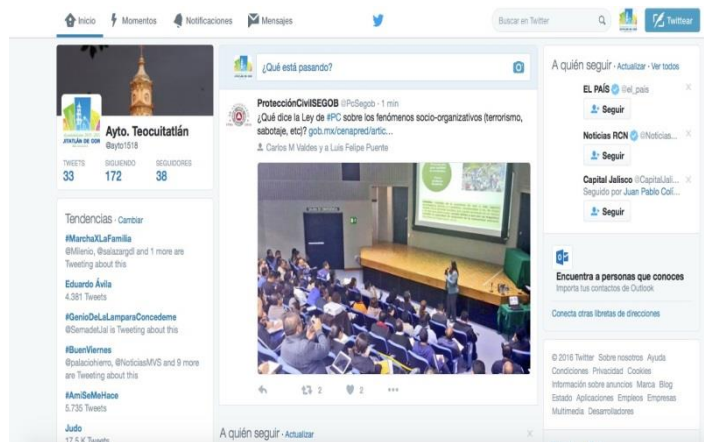 Inicio
Momentos
Notificaciones
Mensajes
Buscar en Twitter
Twittear
Ayto. Teocuitatlán
@ayto1518
TWEETS
SIGUIENDO
SEGUIDORES
33
172
38
Tendencias · Cambiar
#MarchaXLaFamilia
@Milenio, @salazargdl and 1 more are
Tweeting about this
Eduardo Ávila
4.381 Tweets
#GenioDeLaLamparaConcedeme
@SemadetJal is Tweeting about this
#BuenViernes
@palaciohierro, @NoticiasMVS and 9 more
are Tweeting about this
#AmiSeMeHace
5.735 Tweets
Judo
17.5 K Tweets
¿Qué está pasando?
ProtecciónCivilSEGOB @PcSegob · 1 min
¿Qué dice la Ley de #PC sobre los fenómenos socio-organizativos (terrorismo,
sabotaje, etc)? gob.mx/cenapred/artic...
Carlos M Valdes y a Luis Felipe Puente
2
2
A quién seguir · Actualizar
A quién seguir · Actualizar · Ver todos
EL PAÍS @el_pais
Seguir
Noticias RCN @Noticias...
Seguir
Capital Jalisco @CapitalJali...
Seguido por Juan Pablo Colí...
Seguir
Encuentra a personas que conoces
Importa tus contactos de Outlook
Conecta otras libretas de direcciones
© 2016 Twitter Sobre nosotros Ayuda
Condiciones Privacidad Cookies
Información sobre anuncios Marca Blog
Estado Aplicaciones Empleos Empresas
Multimedia Desarrolladores